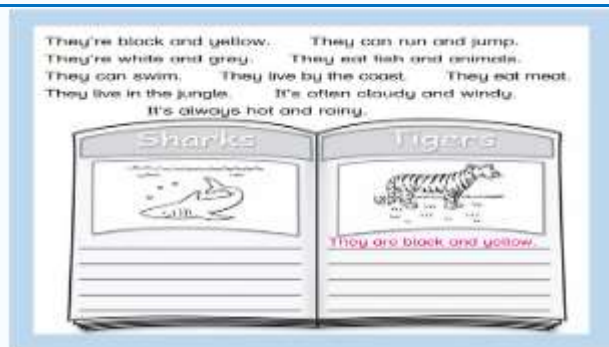 They're black and yellow. They can run and jump.
They're white and grey. They eat fish and animals.
They can swim. They live by the coast. They eat meat.
They live in the jungle. It's often cloudy and windy.
It's always hot and rainy.
Sharks Tigers
They are black and yellow.